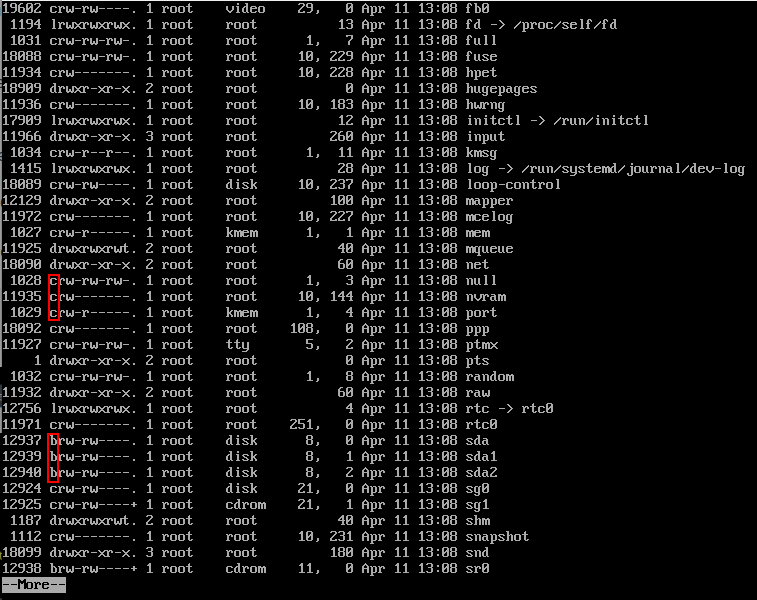 19602 crw-rw----. 1 root    video    29,   0 Apr 11 13:08 fb0
 1194 lrwxrwxrwx. 1 root    root          13 Apr 11 13:08 fd -> /proc/self/fd
 1031 crw-rw-rw-. 1 root    root      1,   7 Apr 11 13:08 full
18088 crw-rw-rw-. 1 root    root     10, 229 Apr 11 13:08 fuse
11934 crw-------. 1 root    root     10, 228 Apr 11 13:08 hpet
18909 drwxr-xr-x. 2 root    root           0 Apr 11 13:08 hugepages
11936 crw-------. 1 root    root     10, 183 Apr 11 13:08 hwrng
17909 lrwxrwxrwx. 1 root    root          12 Apr 11 13:08 initctl -> /run/initctl
11966 drwxr-xr-x. 3 root    root         260 Apr 11 13:08 input
 1034 crw-r--r--. 1 root    root      1,  11 Apr 11 13:08 kmsg
 1415 lrwxrwxrwx. 1 root    root          28 Apr 11 13:08 log -> /run/systemd/journal/dev-log
18089 crw-rw----. 1 root    disk     10, 237 Apr 11 13:08 loop-control
12129 drwxr-xr-x. 2 root    root         100 Apr 11 13:08 mapper
11972 crw-------. 1 root    root     10, 227 Apr 11 13:08 mcelog
 1027 crw-r-----. 1 root    kmem      1,   1 Apr 11 13:08 mem
11925 drwxrwxrwt. 2 root    root          40 Apr 11 13:08 mqueue
18090 drwxr-xr-x. 2 root    root          60 Apr 11 13:08 net
 1028 crw-rw-rw-. 1 root    root      1,   3 Apr 11 13:08 null
11935 crw-------. 1 root    root     10, 144 Apr 11 13:08 nvram
 1029 crw-r-----. 1 root    kmem      1,   4 Apr 11 13:08 port
18092 crw-------. 1 root    root    108,   0 Apr 11 13:08 ppp
11927 crw-rw-rw-. 1 root    tty       5,   2 Apr 11 13:08 ptmx
    1 drwxr-xr-x. 2 root    root           0 Apr 11 13:08 pts
 1032 crw-rw-rw-. 1 root    root      1,   8 Apr 11 13:08 random
11932 drwxr-xr-x. 2 root    root          60 Apr 11 13:08 raw
12756 lrwxrwxrwx. 1 root    root           4 Apr 11 13:08 rtc -> rtc0
11971 crw-------. 1 root    root    251,   0 Apr 11 13:08 rtc0
12937 brw-rw----. 1 root    disk      8,   0 Apr 11 13:08 sda
12939 brw-rw----. 1 root    disk      8,   1 Apr 11 13:08 sda1
12940 brw-rw----. 1 root    disk      8,   2 Apr 11 13:08 sda2
12924 crw-rw----. 1 root    disk     21,   0 Apr 11 13:08 sg0
12925 crw-rw----+ 1 root    cdrom    21,   1 Apr 11 13:08 sg1
 1187 drwxrwxrwt. 2 root    root          40 Apr 11 13:08 shm
 1112 crw-------. 1 root    root     10, 231 Apr 11 13:08 snapshot
18099 drwxr-xr-x. 3 root    root         180 Apr 11 13:08 snd
12938 brw-rw----+ 1 root    cdrom    11,   0 Apr 11 13:08 sr0
--More--